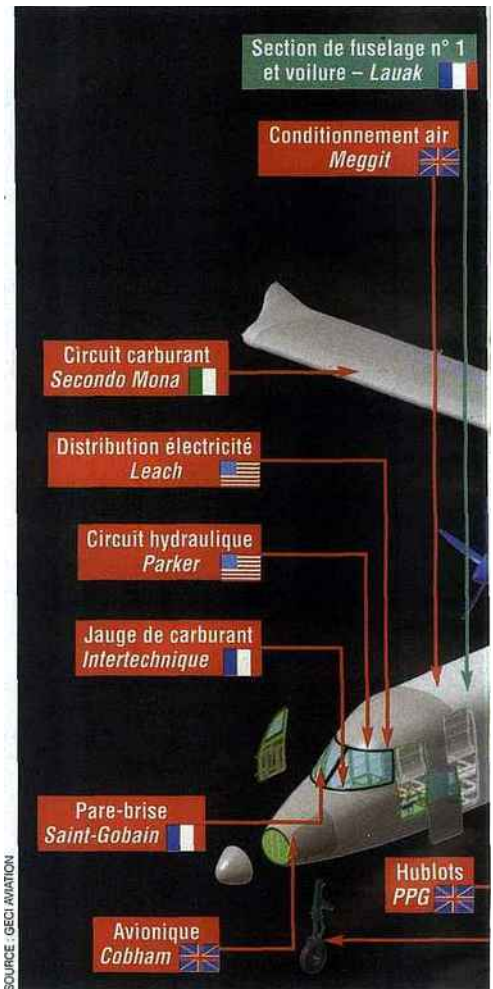 Section de fuselage n° 1
et voilure – Lauak
Conditionnement air
Meggit
Circuit carburant
Secondo Mona
Distribution électricité
Leach
Circuit hydraulique
Parker
Jauge de carburant
Intertechnique
Pare-brise
Saint-Gobain
Hublots
PPG
Avionique
Cobham
SOURCE : GECI AVIATION